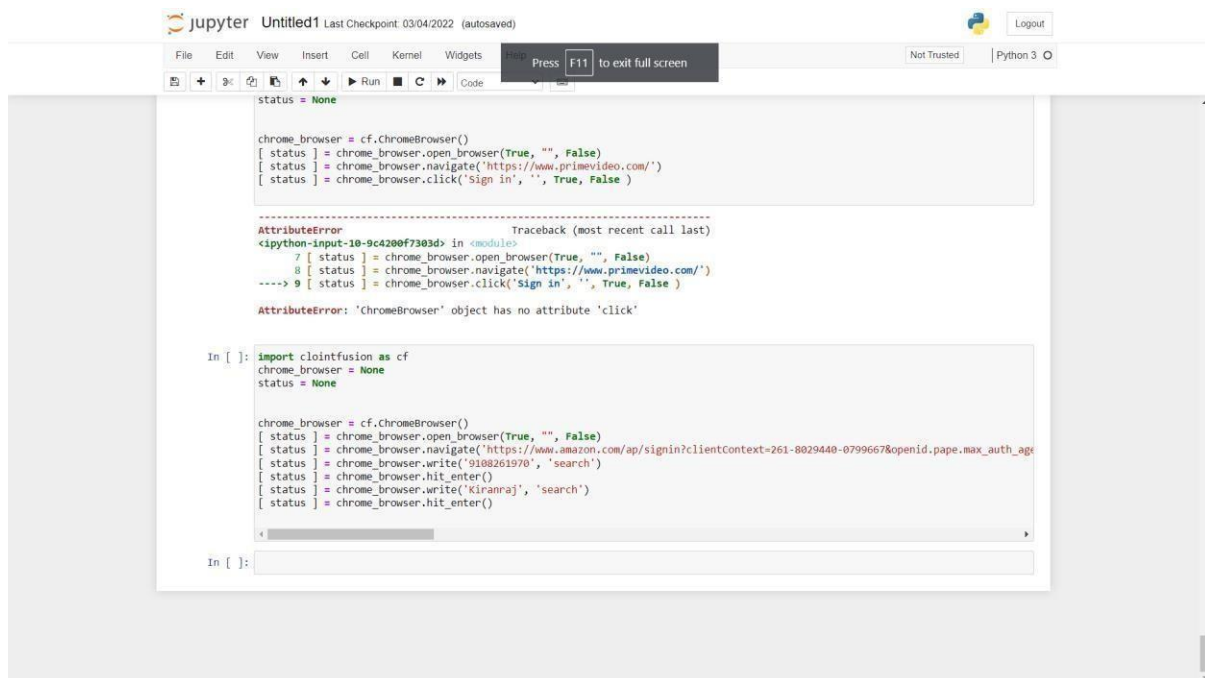 jupyter Untitled1 Last Checkpoint: 03/04/2022 (autosaved) Logout
File Edit View Insert Cell Kernel Widgets Help Not Trusted Python 3
Press F11 to exit full screen
Run Code
status = None
chrome_browser = cf.ChromeBrowser()
[ status ] = chrome_browser.open_browser(True, "", False)
[ status ] = chrome_browser.navigate('https://www.primevideo.com/')
[ status ] = chrome_browser.click('Sign in', '', True, False )
---------------------------------------------------------------------------
AttributeError Traceback (most recent call last)
<ipython-input-10-9c4200f7303d> in <module>
7 [ status ] = chrome_browser.open_browser(True, "", False)
8 [ status ] = chrome_browser.navigate('https://www.primevideo.com/')
----> 9 [ status ] = chrome_browser.click('Sign in', '', True, False )
AttributeError: 'ChromeBrowser' object has no attribute 'click'
In [ ]: import clointfusion as cf
chrome_browser = None
status = None
chrome_browser = cf.ChromeBrowser()
[ status ] = chrome_browser.open_browser(True, "", False)
[ status ] = chrome_browser.navigate('https://www.amazon.com/ap/signin?clientContext=261-8029440-0799667&openid.pape.max_auth_age
[ status ] = chrome_browser.write('9108261970', 'search')
[ status ] = chrome_browser.hit_enter()
[ status ] = chrome_browser.write('Kiranraj', 'search')
[ status ] = chrome_browser.hit_enter()
In [ ]: